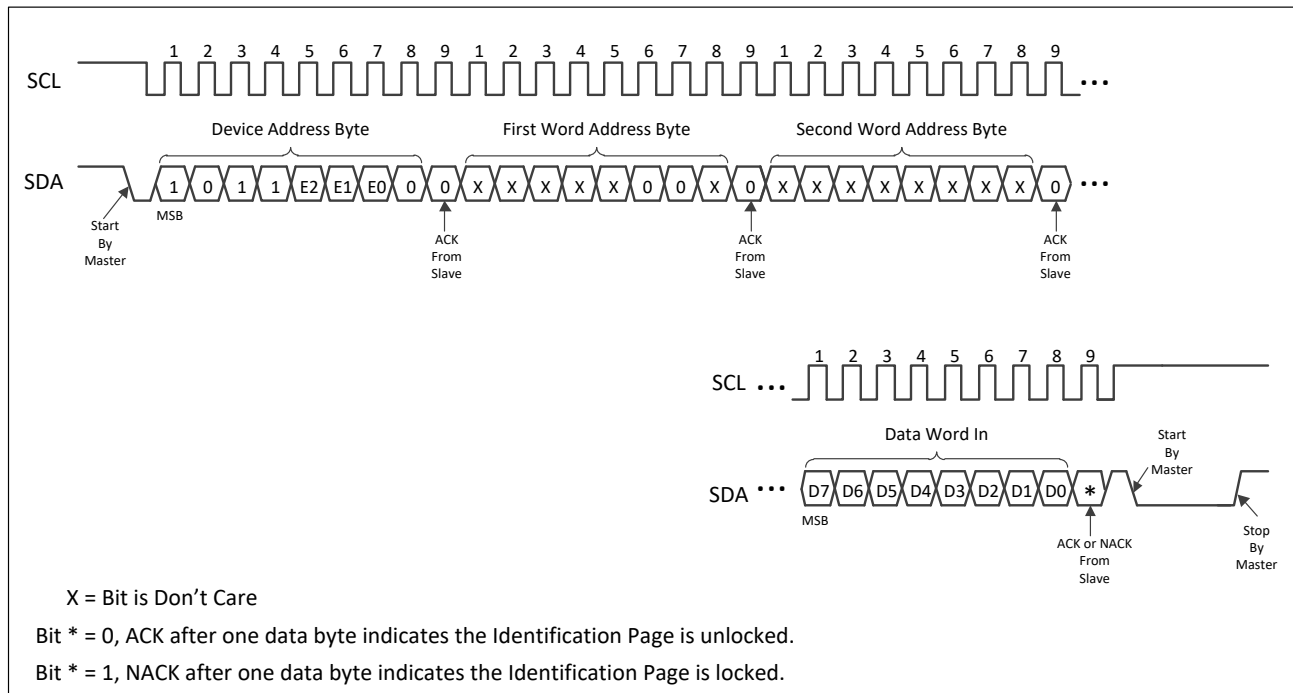 1 2 3 4 5 6 7 8 9 1 2 3 4 5 6 7 8 9 1 2 3 4 5 6 7 8 9
SCL
...
Device Address Byte
First Word Address Byte
Second Word Address Byte
SDA
1 0 1 1 E2 E1 E0 0 0 X X X X X 0 0 X 0 X X X X X X X X 0
...
MSB
Start
By
Master
ACK
From
Slave
ACK
From
Slave
ACK
From
Slave
1 2 3 4 5 6 7 8 9
SCL
...
Data Word In
SDA
...
D7 D6 D5 D4 D3 D2 D1 D0 *
MSB
Start
By
Master
ACK or NACK
From
Slave
Stop
By
Master
X = Bit is Don’t Care
Bit * = 0, ACK after one data byte indicates the Identification Page is unlocked.
Bit * = 1, NACK after one data byte indicates the Identification Page is locked.